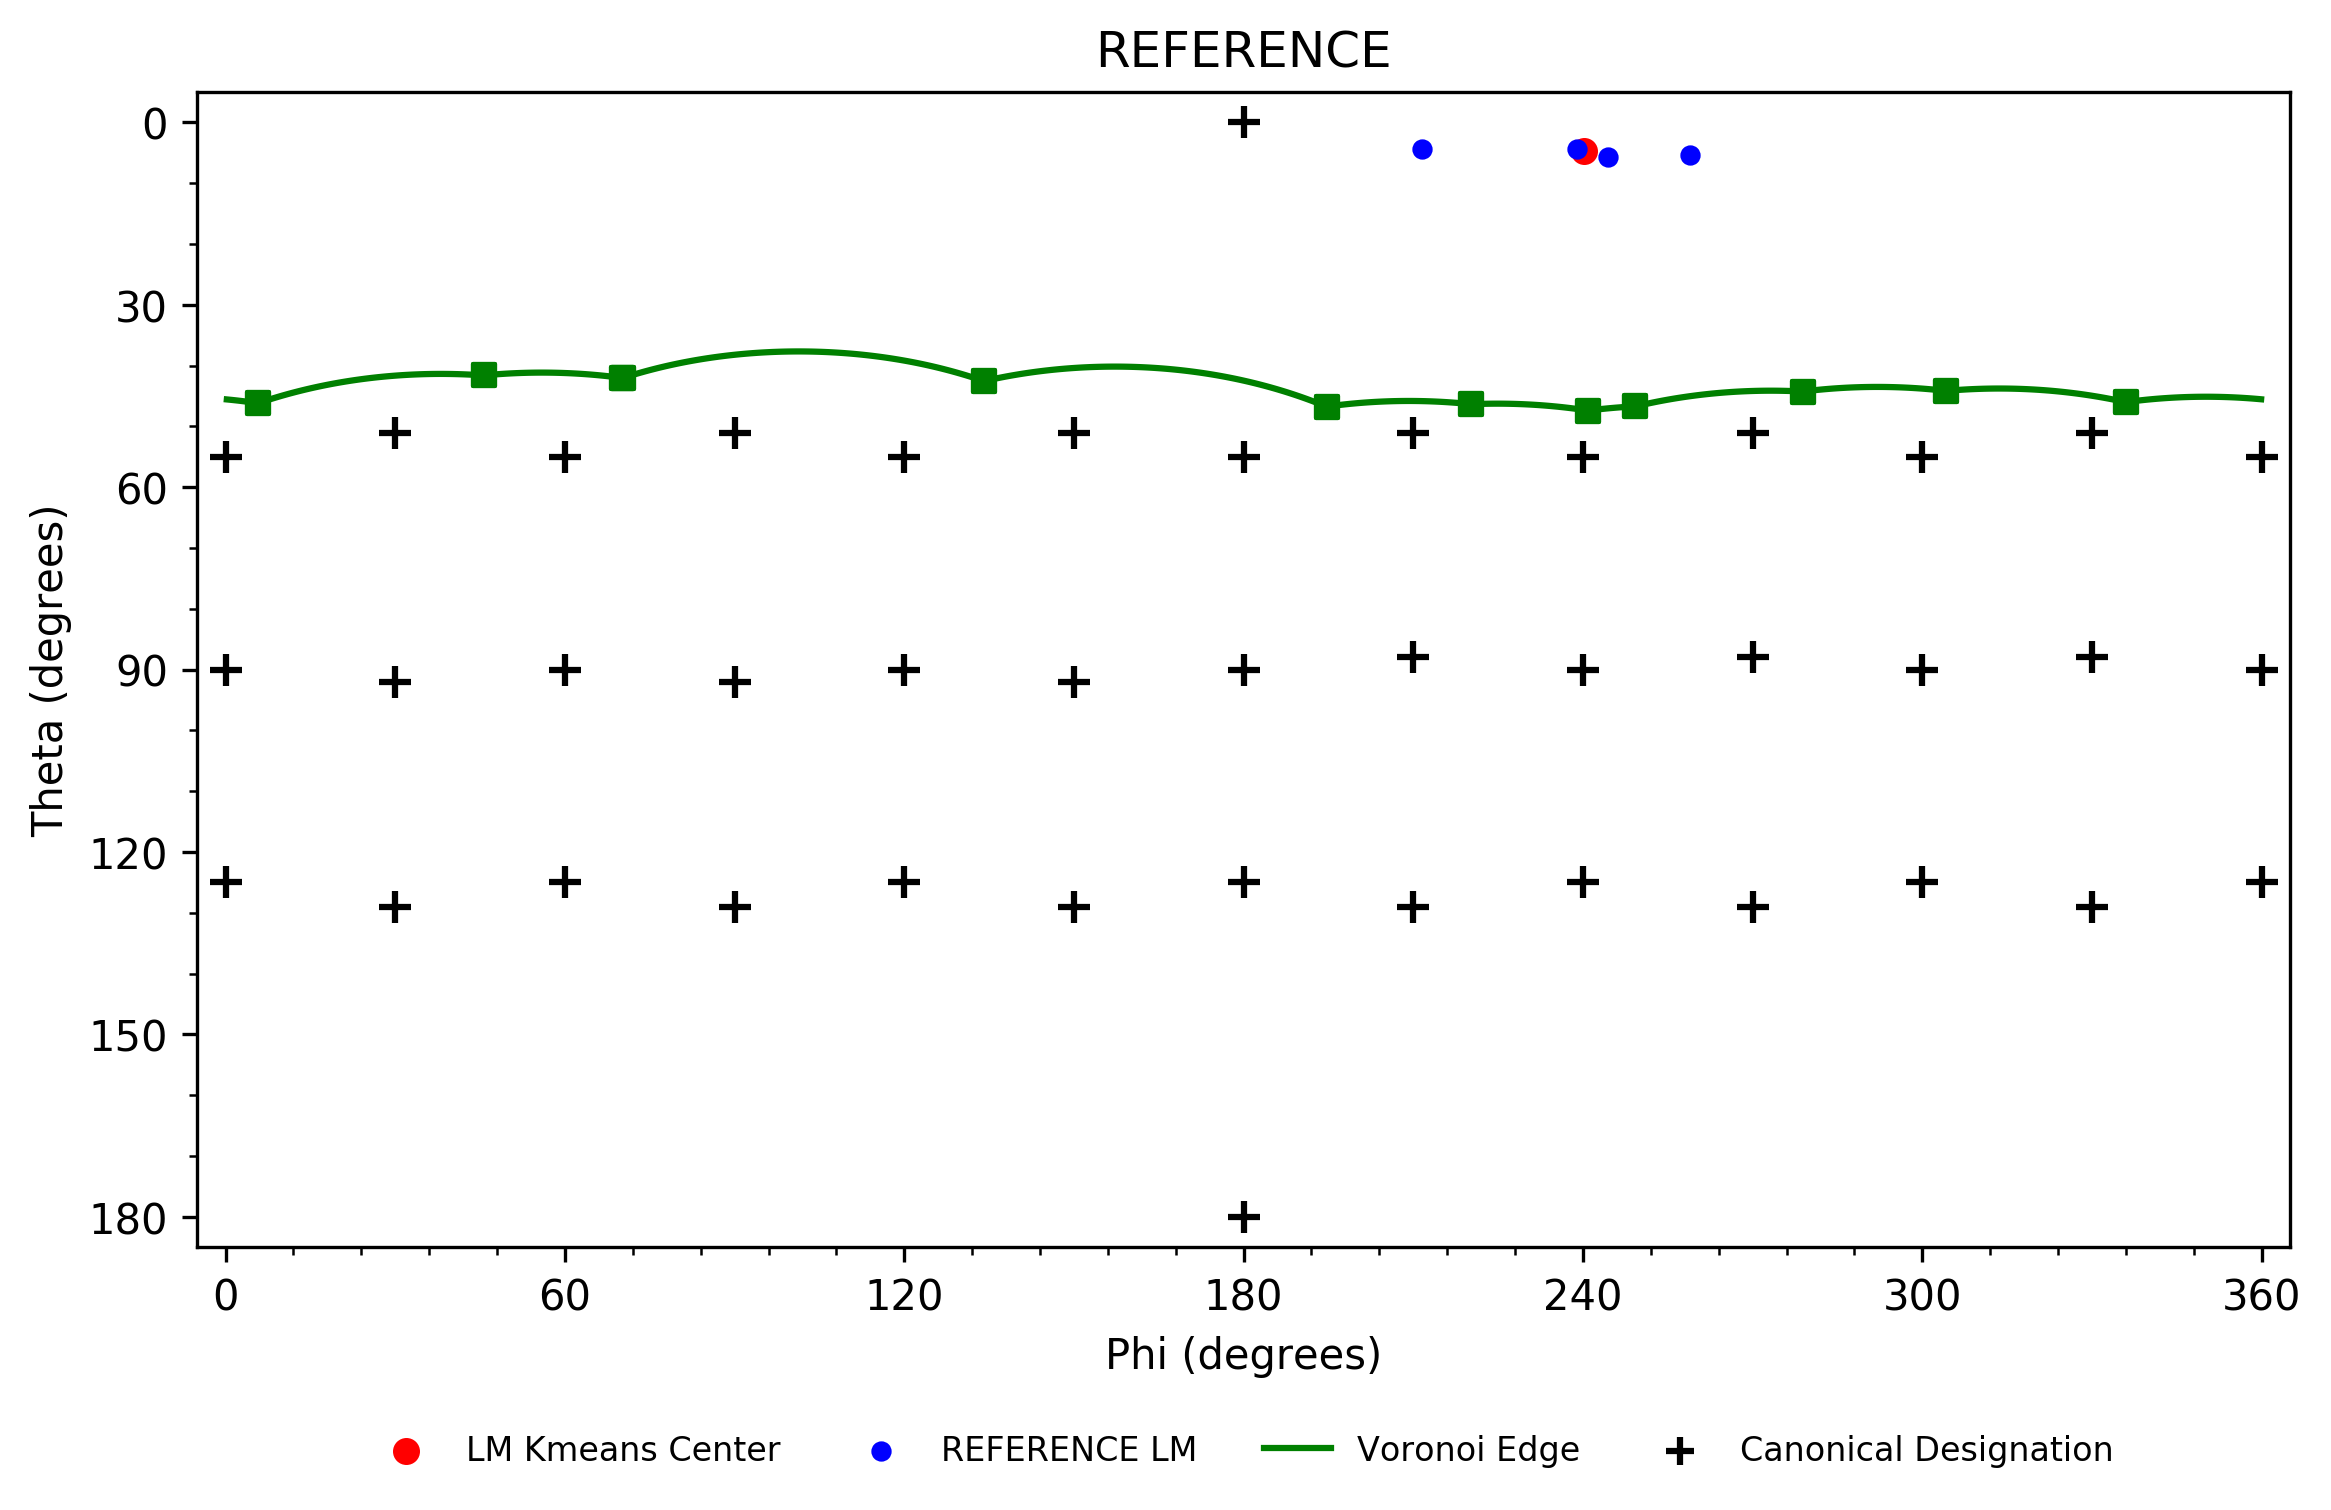 REFERENCE
0
30
60
90
120
150
180
Theta (degrees)
0 60 120 180 240 300 360
Phi (degrees)
LM Kmeans Center REFERENCE LM Voronoi Edge Canonical Designation